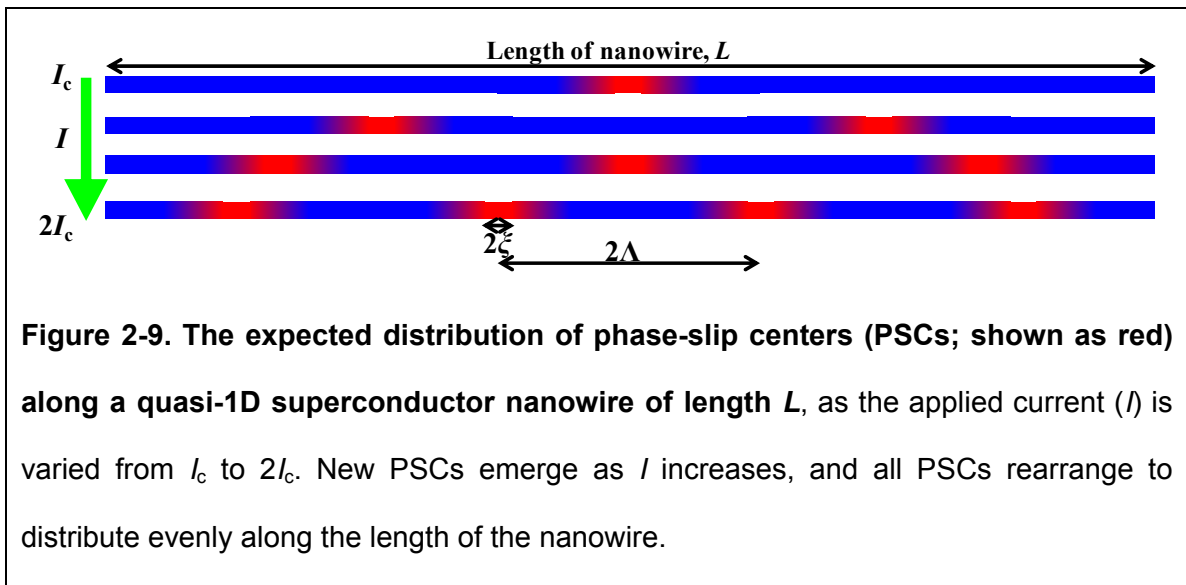 Length of nanowire, L
Ic
I
2Ic
2ξ
2Λ
Figure 2-9. The expected distribution of phase-slip centers (PSCs; shown as red)
along a quasi-1D superconductor nanowire of length L, as the applied current (I) is
varied from Ic to 2Ic. New PSCs emerge as I increases, and all PSCs rearrange to
distribute evenly along the length of the nanowire.